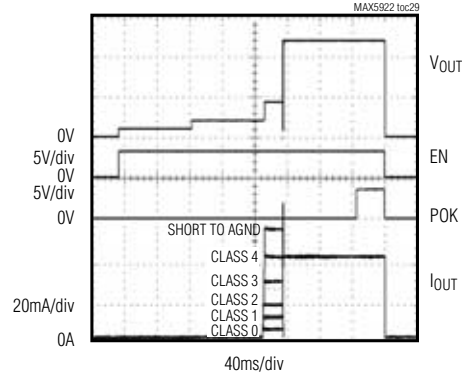 MAX5922 toc29
VOUT
0V
5V/div
EN
0V
5V/div
0V
POK
SHORT TO AGND
CLASS 4
CLASS 3
IOUT
CLASS 2
20mA/div
CLASS 1
CLASS 0
0A
40ms/div